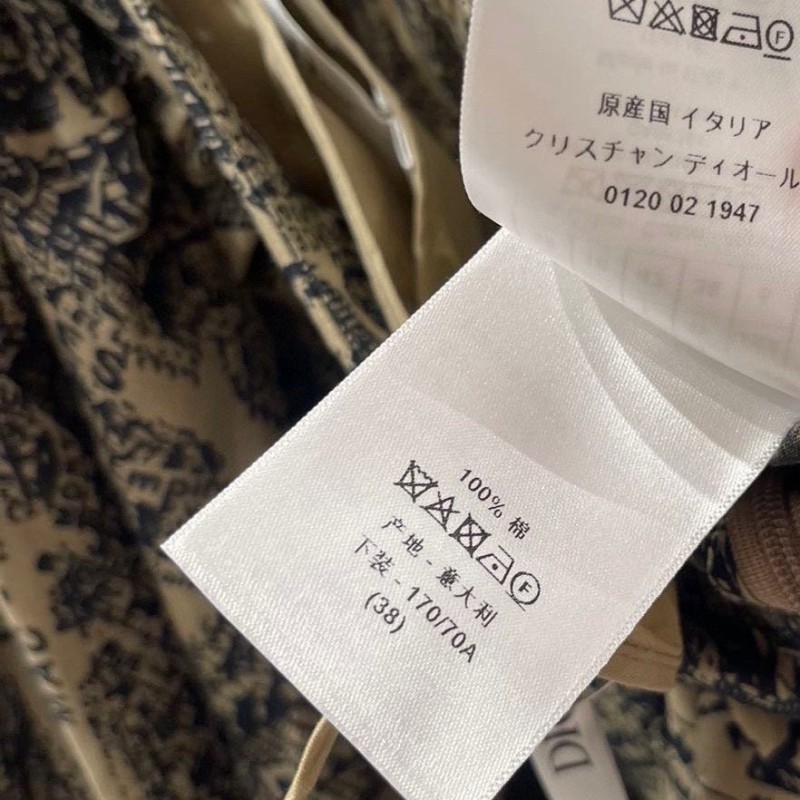 F
原産国 イタリア
クリスチャン ディオール
0120 02 1947
100% 棉
F
产地 - 意大利
下装 - 170/70A
(38)
DI